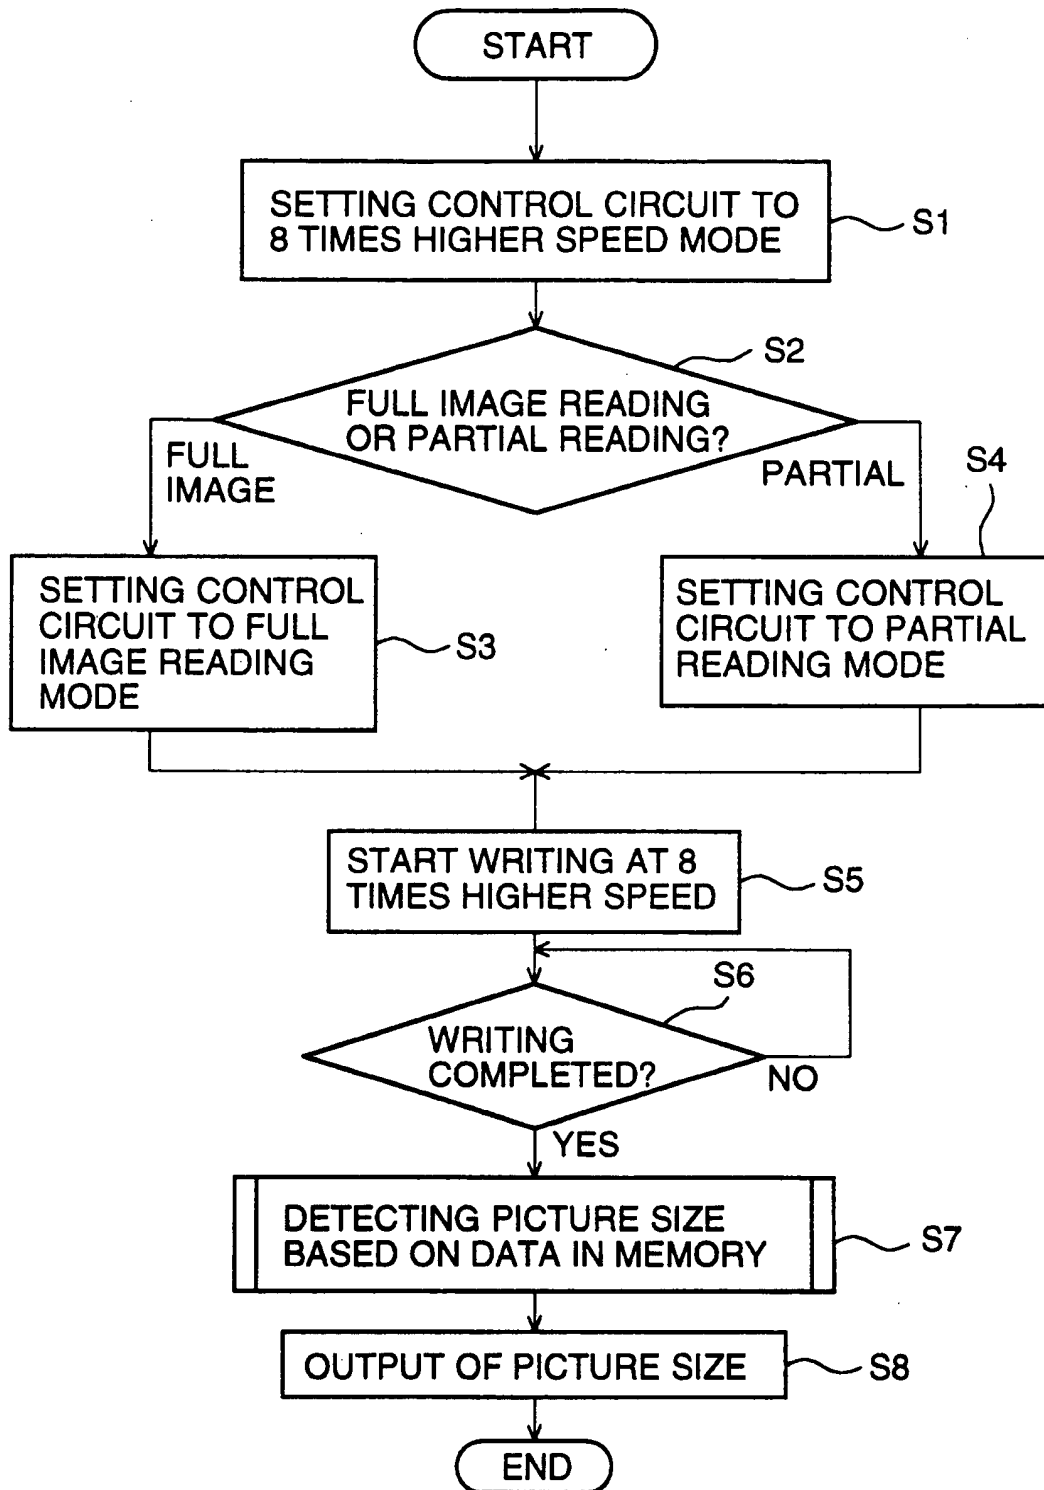 START
SETTING CONTROL CIRCUIT TO
8 TIMES HIGHER SPEED MODE
S1
S2
FULL IMAGE READING
OR PARTIAL READING?
FULL
IMAGE
PARTIAL
S4
SETTING CONTROL
CIRCUIT TO FULL
IMAGE READING
MODE
S3
SETTING CONTROL
CIRCUIT TO PARTIAL
READING MODE
START WRITING AT 8
TIMES HIGHER SPEED
S5
S6
WRITING
COMPLETED?
NO
YES
DETECTING PICTURE SIZE
BASED ON DATA IN MEMORY
S7
OUTPUT OF PICTURE SIZE
S8
END